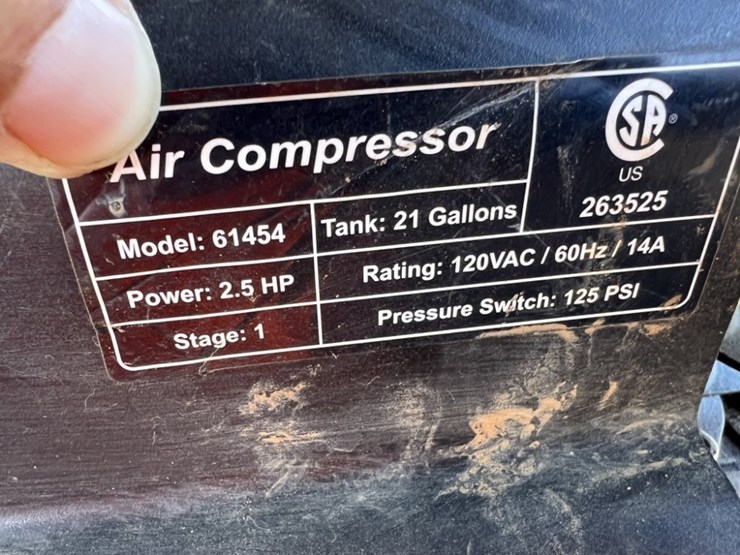 Air Compressor
SA®
US
263525
Model: 61454
Tank: 21 Gallons
Power: 2.5 HP
Rating: 120VAC / 60Hz / 14A
Stage: 1
Pressure Switch: 125 PSI